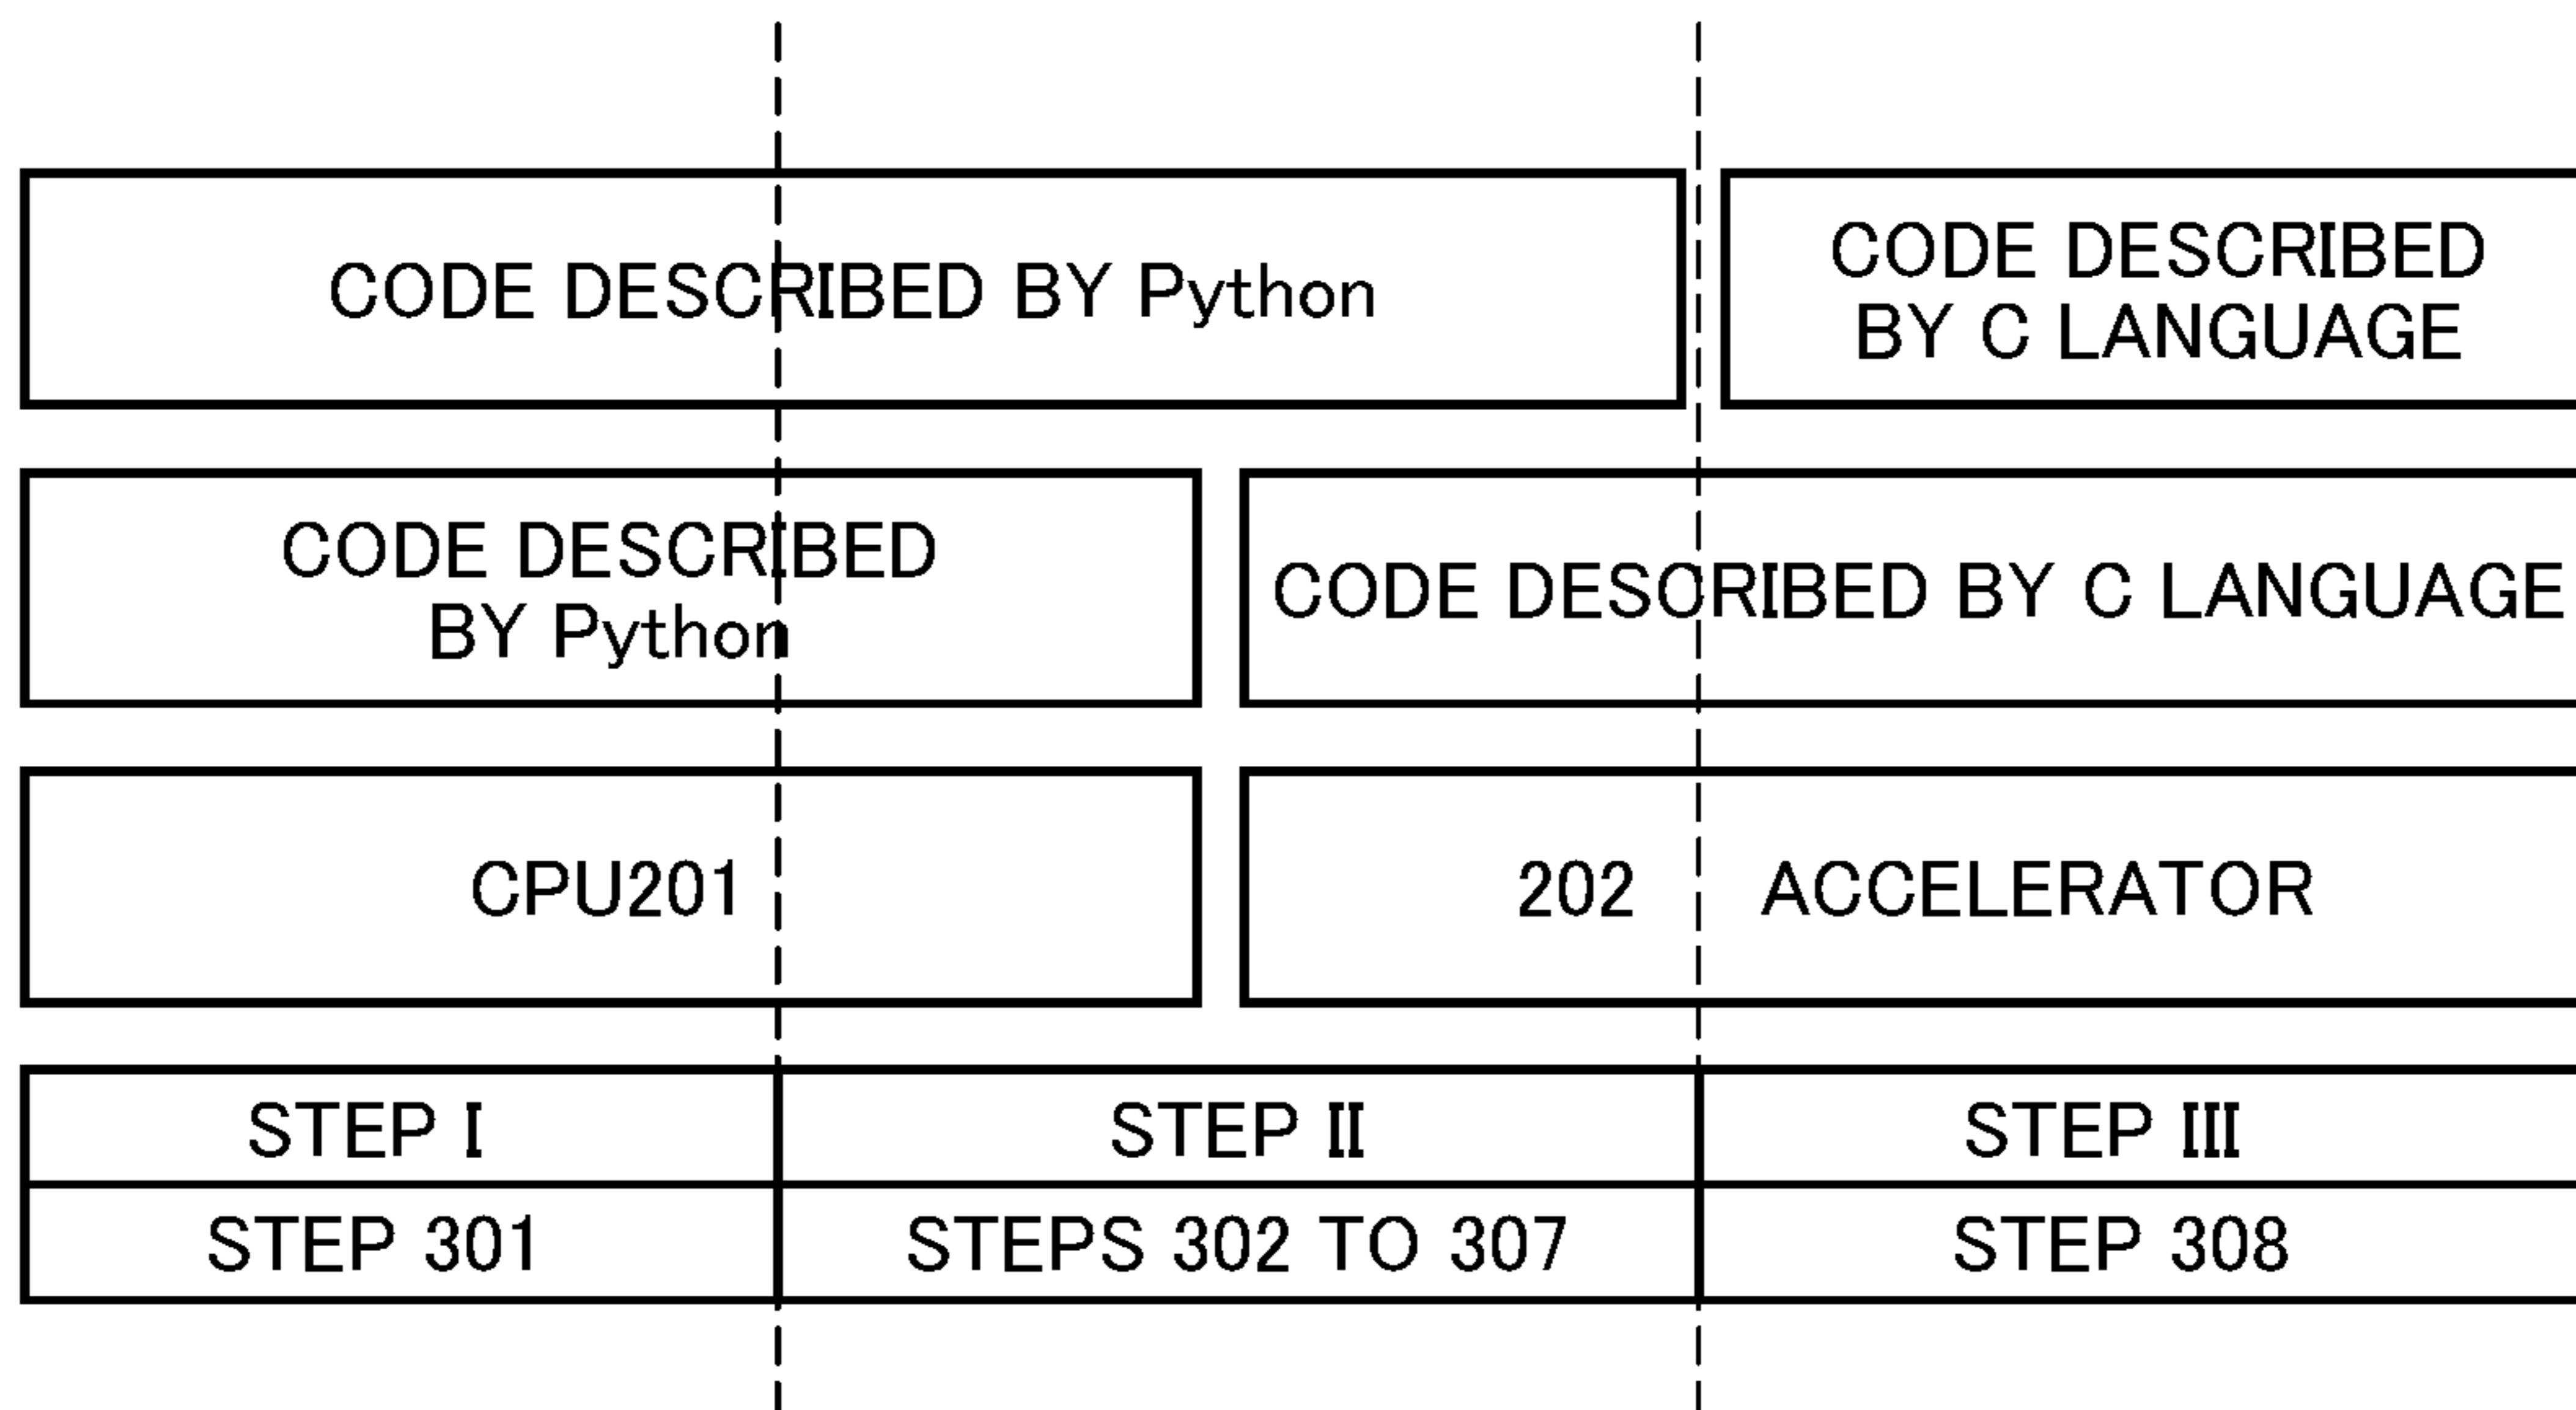 CODE DESCRIBED BY Python
CODE DESCRIBED
BY C LANGUAGE
CODE DESCRIBED
BY Python
CODE DESCRIBED BY C LANGUAGE
CPU201
202 ACCELERATOR
STEP I
STEP II
STEP III
STEP 301
STEPS 302 TO 307
STEP 308